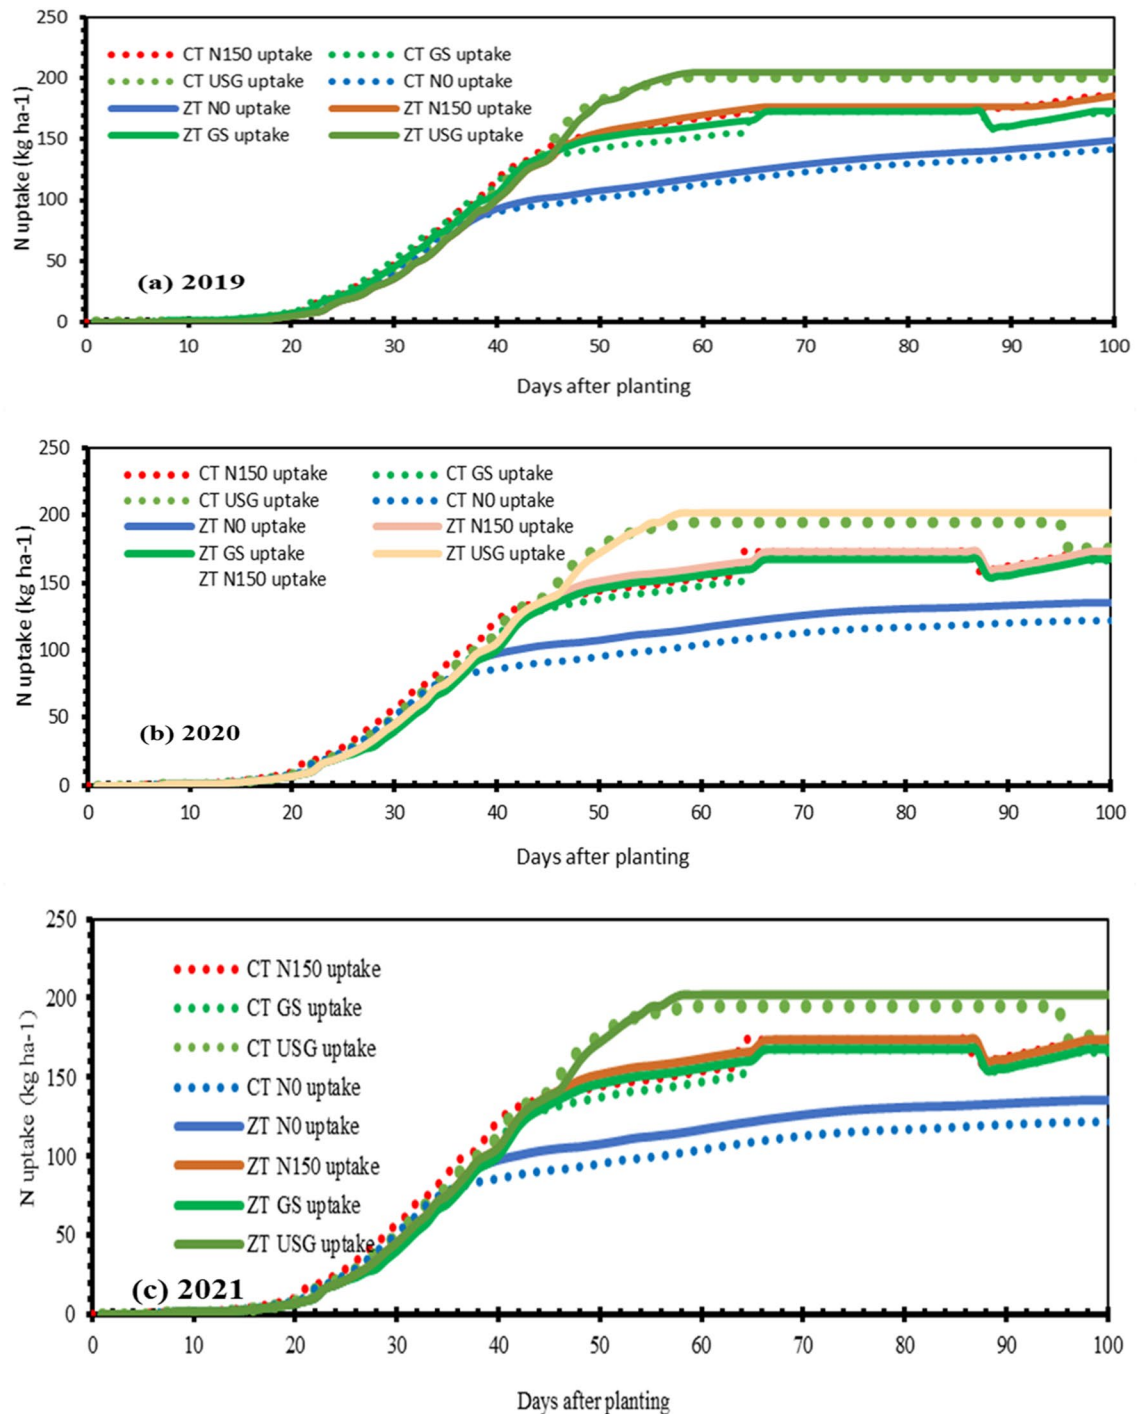 250
CT N150 uptake CT GS uptake
200 CT USG uptake CT N0 uptake
ZT N0 uptake ZT N150 uptake
150 ZT GS uptake ZT USG uptake
100
50
0
N uptake (kg ha-1)
(a) 2019
0 10 20 30 40 50 60 70 80 90 100
Days after planting
250
CT N150 uptake CT GS uptake
200 CT USG uptake CT N0 uptake
ZT N0 uptake ZT N150 uptake
ZT GS uptake ZT USG uptake
150 ZT N150 uptake
100
50
0
N uptake (kg ha-1)
(b) 2020
0 10 20 30 40 50 60 70 80 90 100
Days after planting
250
CT N150 uptake
CT GS uptake
200
CT USG uptake
CT N0 uptake
150
ZT N0 uptake
100
ZT N150 uptake
ZT GS uptake
50
ZT USG uptake
0
N uptake (kg ha-1)
(c) 2021
0 10 20 30 40 50 60 70 80 90 100
Days after planting